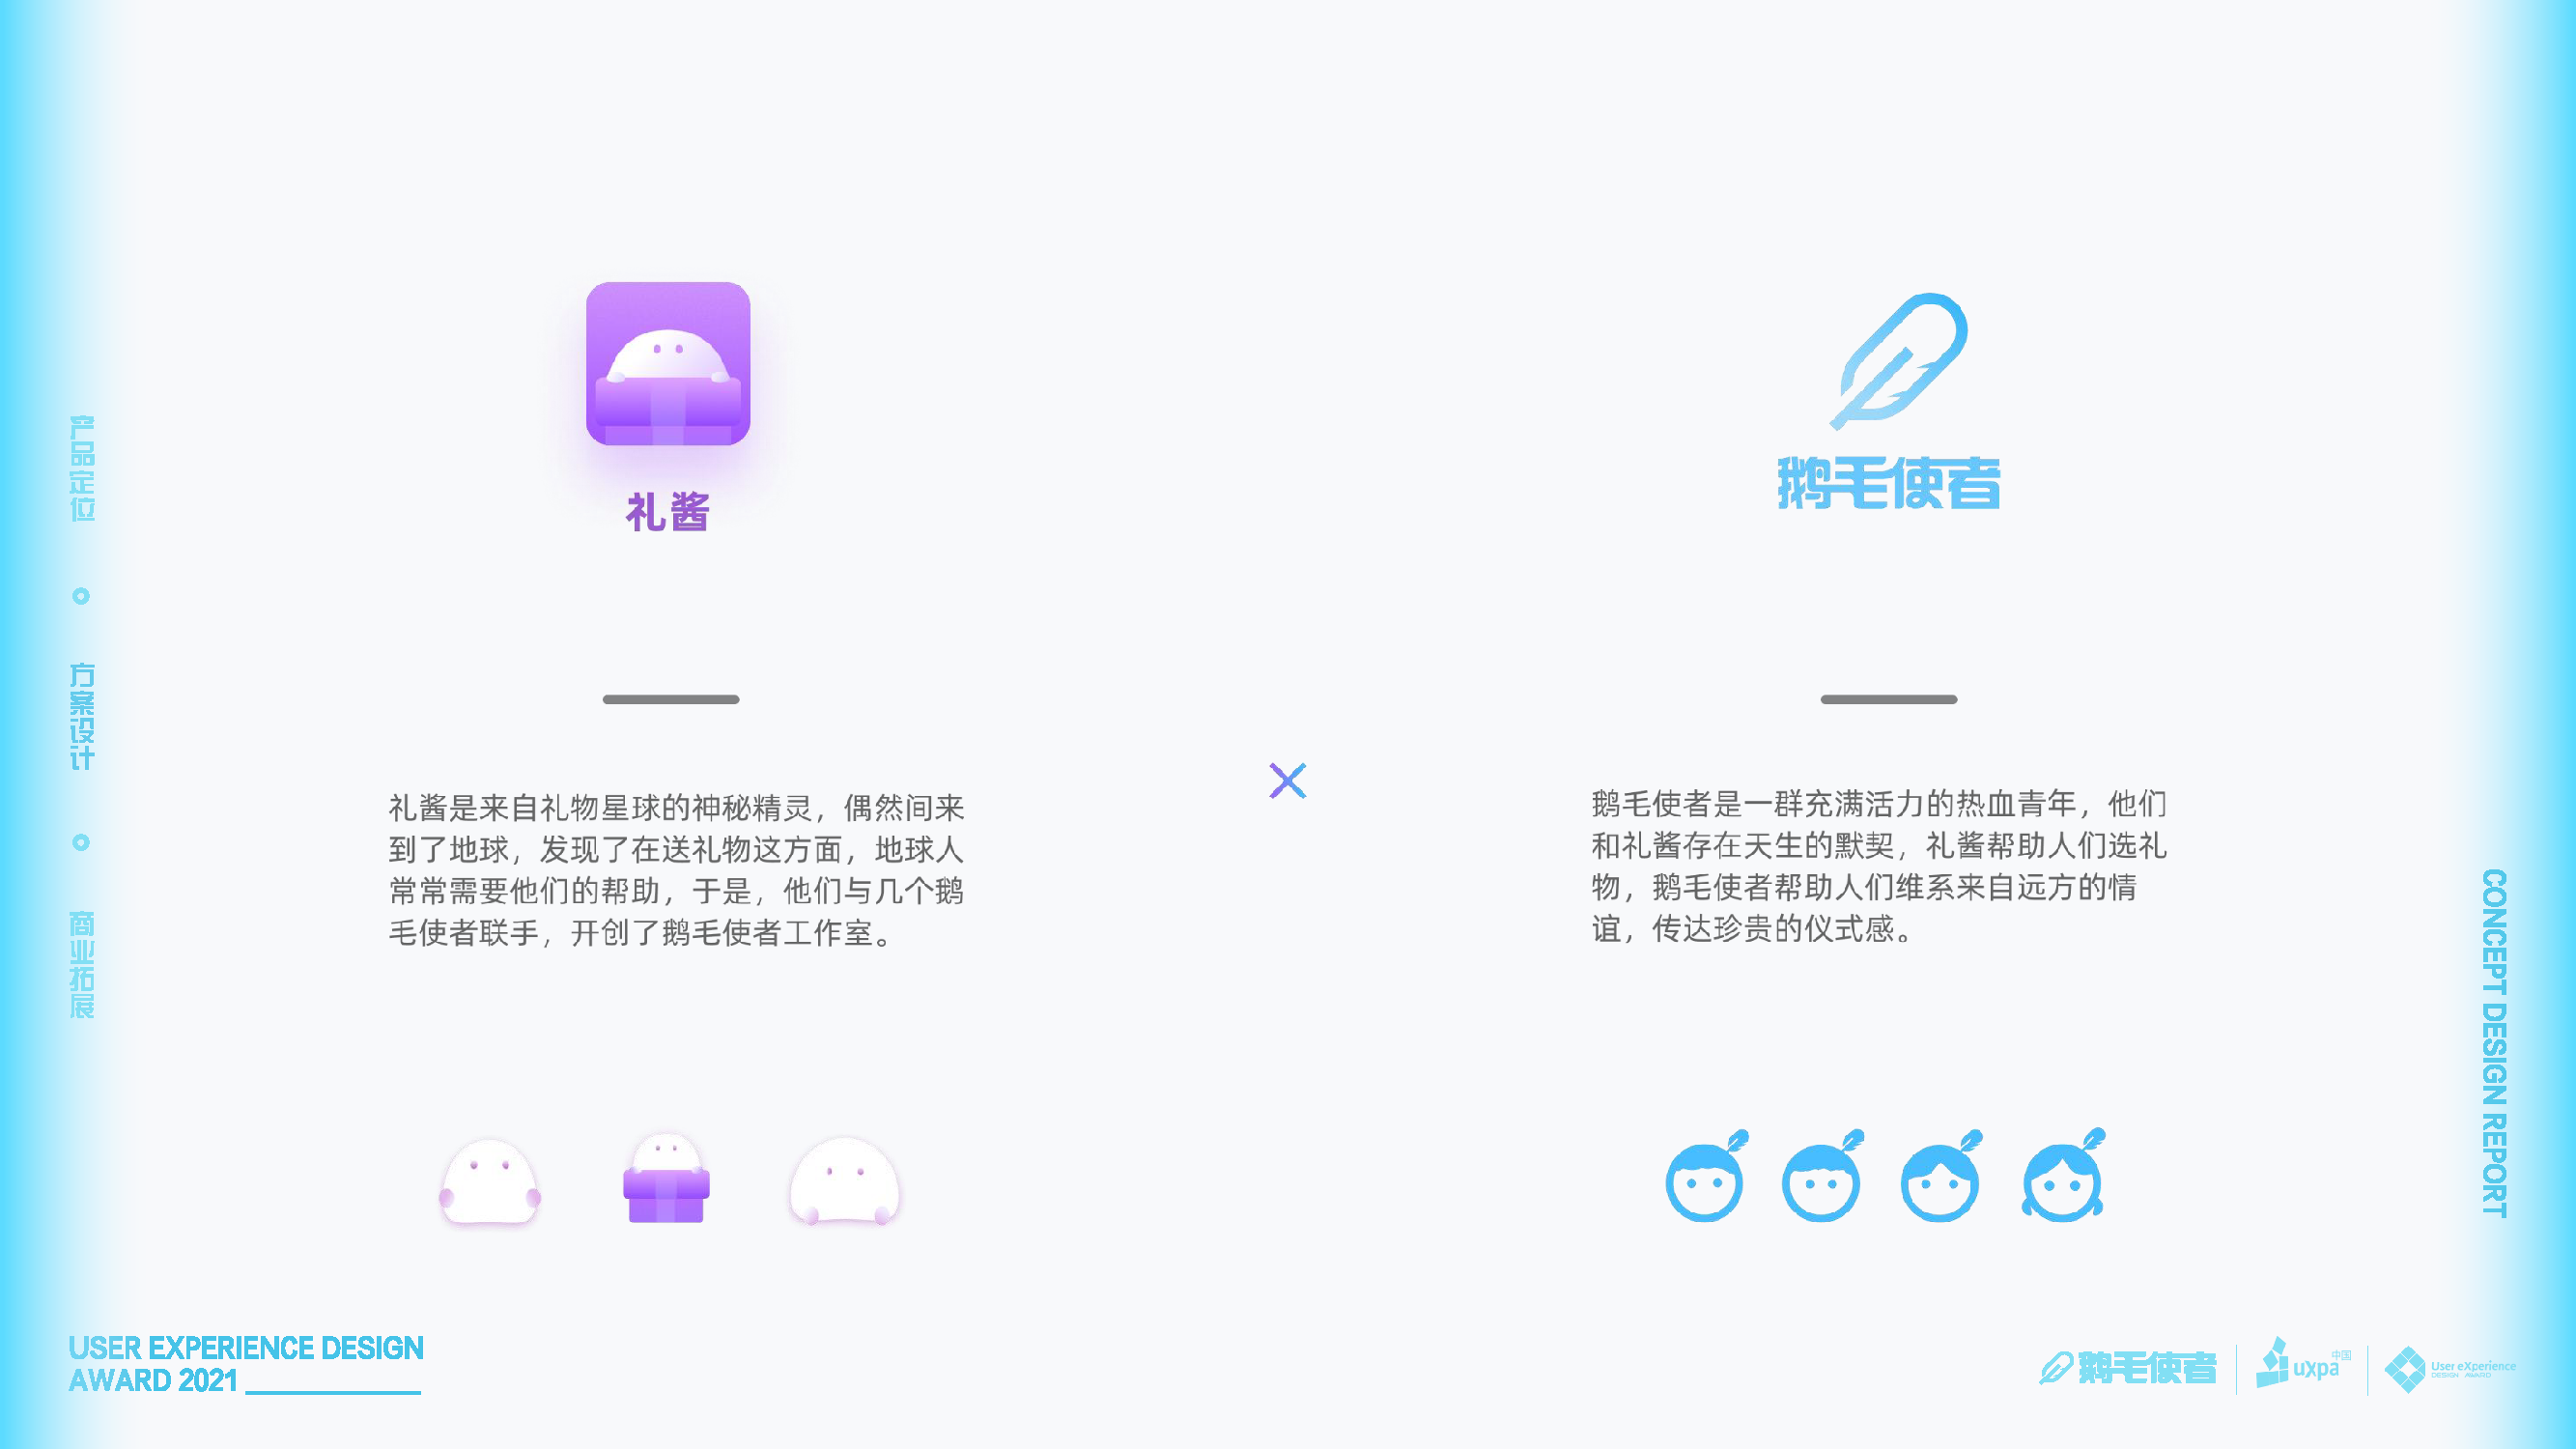 产品定位
方案设计
商业拓展
礼酱
礼酱是来自礼物星球的神秘精灵，偶然间来
到了地球，发现了在送礼物这方面，地球人
常常需要他们的帮助，于是，他们与几个鹅
毛使者联手，开创了鹅毛使者工作室。
鹅毛使者
鹅毛使者是一群充满活力的热血青年，他们
和礼酱存在天生的默契，礼酱帮助人们选礼
物，鹅毛使者帮助人们维系来自远方的情
谊，传达珍贵的仪式感。
CONCEPT DESIGN REPORT
USER EXPERIENCE DESIGN
AWARD 2021
鹅毛使者
uxpa中国
User eXperience
DESIGN AWARD